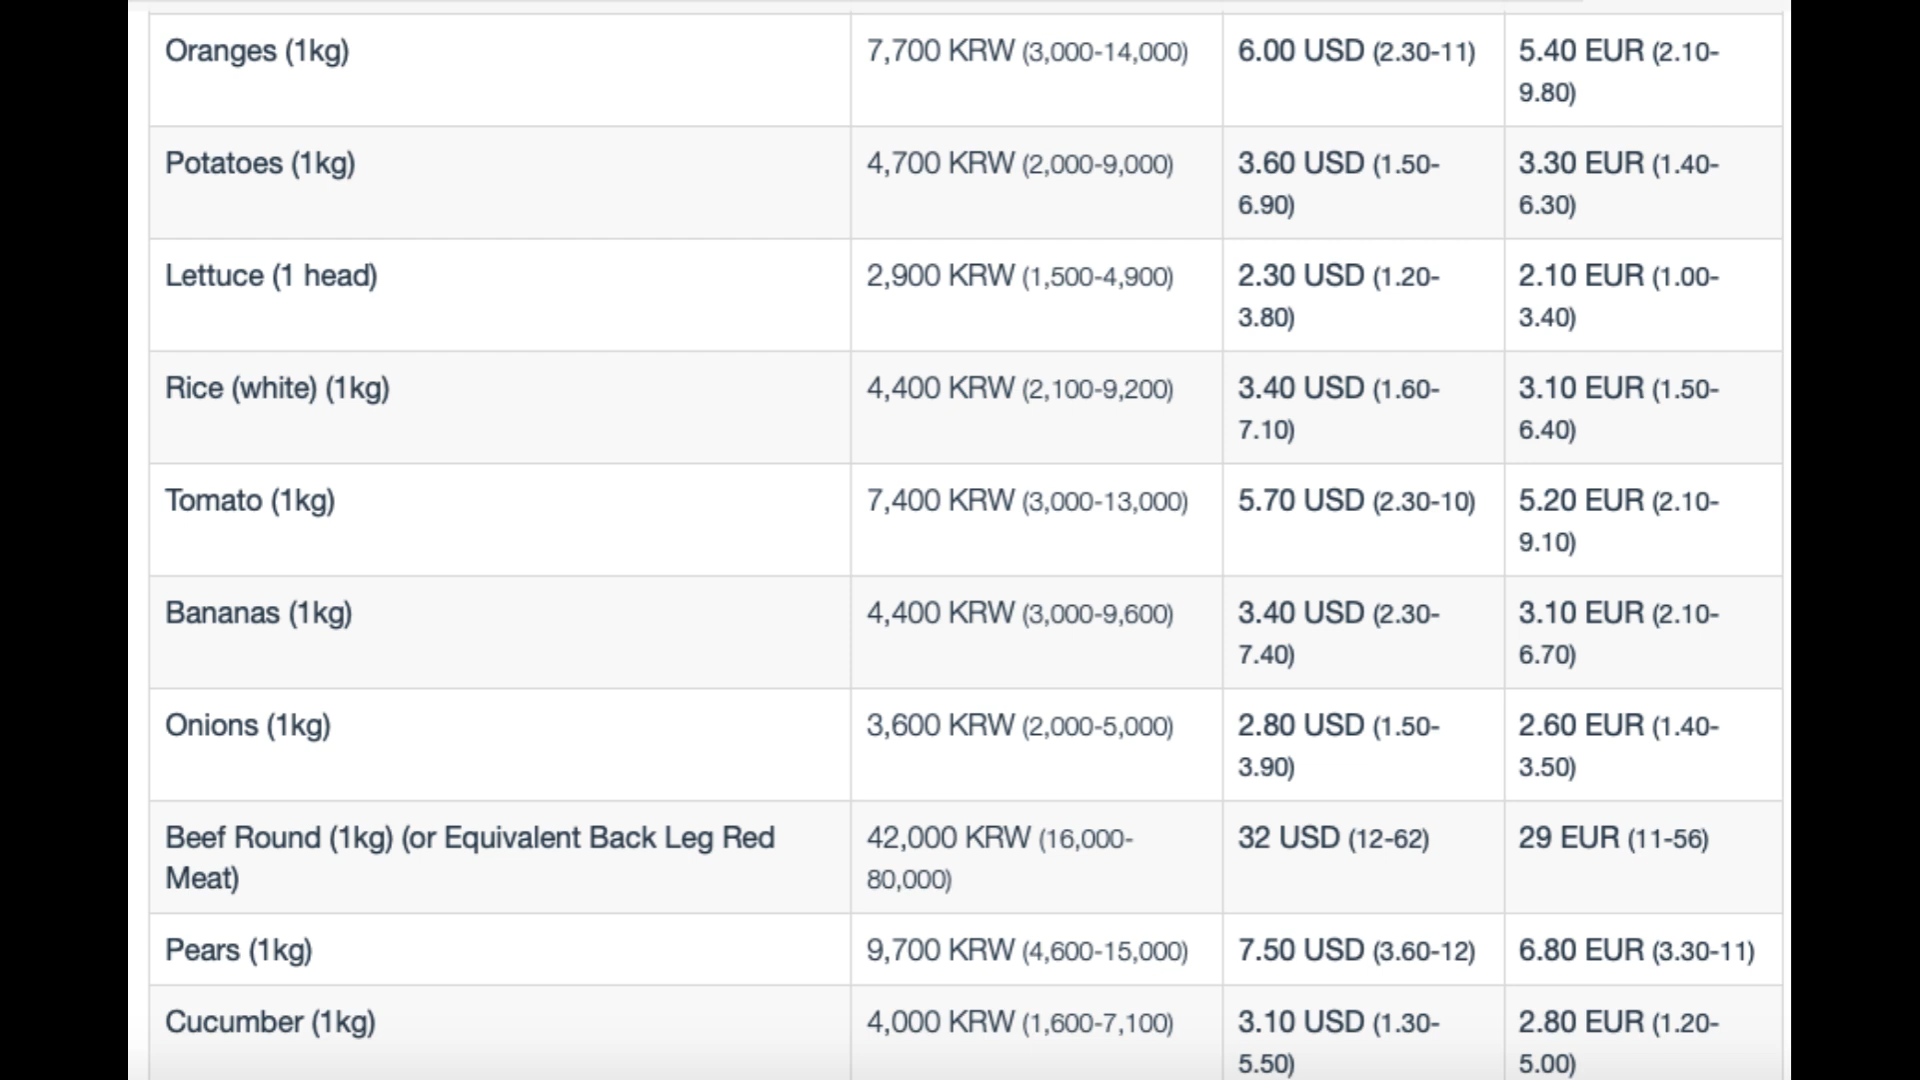 Oranges (1kg) 7,700 KRW (3,000-14,000) 6.00 USD (2.30-11) 5.40 EUR (2.10-
9.80)
Potatoes (1kg) 4,700 KRW (2,000-9,000) 3.60 USD (1.50- 3.30 EUR (1.40-
6.90) 6.30)
Lettuce (1 head) 2,900 KRW (1,500-4,900) 2.30 USD (1.20- 2.10 EUR (1.00-
3.80) 3.40)
Rice (white) (1kg) 4,400 KRW (2,100-9,200) 3.40 USD (1.60- 3.10 EUR (1.50-
7.10) 6.40)
Tomato (1kg) 7,400 KRW (3,000-13,000) 5.70 USD (2.30-10) 5.20 EUR (2.10-
9.10)
Bananas (1kg) 4,400 KRW (3,000-9,600) 3.40 USD (2.30- 3.10 EUR (2.10-
7.40) 6.70)
Onions (1kg) 3,600 KRW (2,000-5,000) 2.80 USD (1.50- 2.60 EUR (1.40-
3.90) 3.50)
Beef Round (1kg) (or Equivalent Back Leg Red 42,000 KRW (16,000- 32 USD (12-62) 29 EUR (11-56)
Meat) 80,000)
Pears (1kg) 9,700 KRW (4,600-15,000) 7.50 USD (3.60-12) 6.80 EUR (3.30-11)
Cucumber (1kg) 4,000 KRW (1,600-7,100) 3.10 USD (1.30- 2.80 EUR (1.20-
5.50) 5.00)